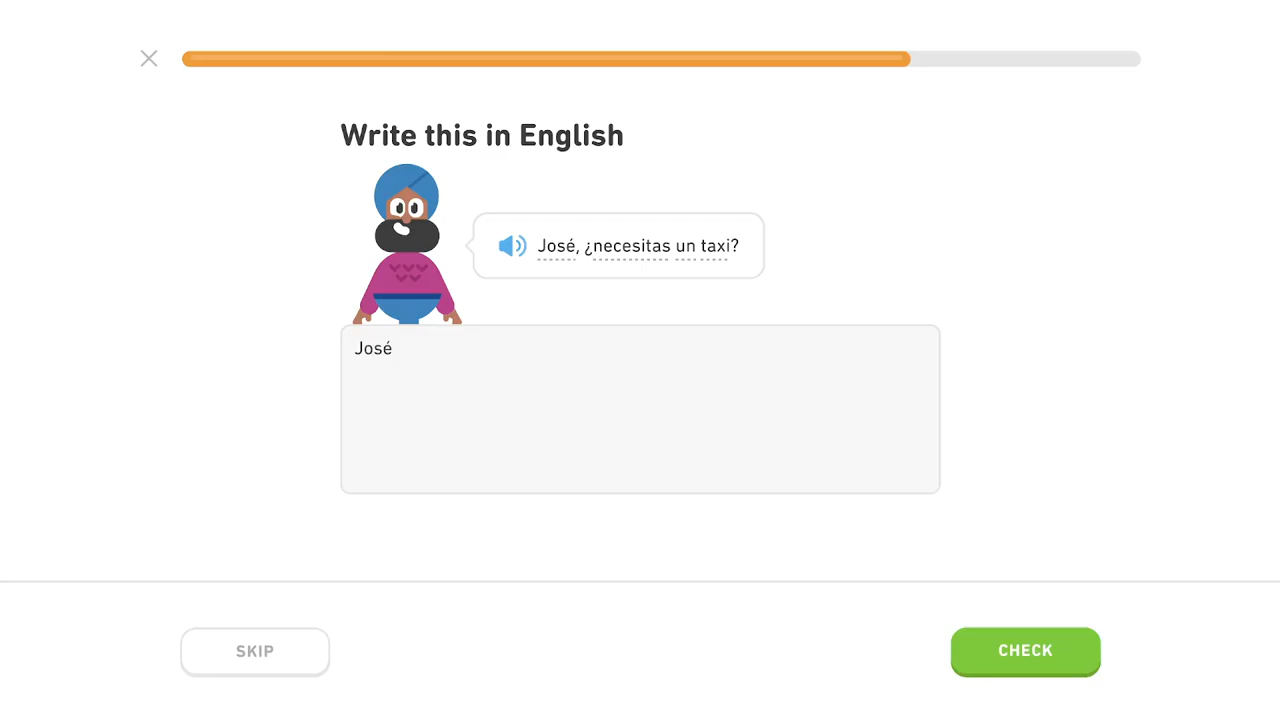 Write this in English
José, ¿necesitas un taxi?
José
SKIP
CHECK